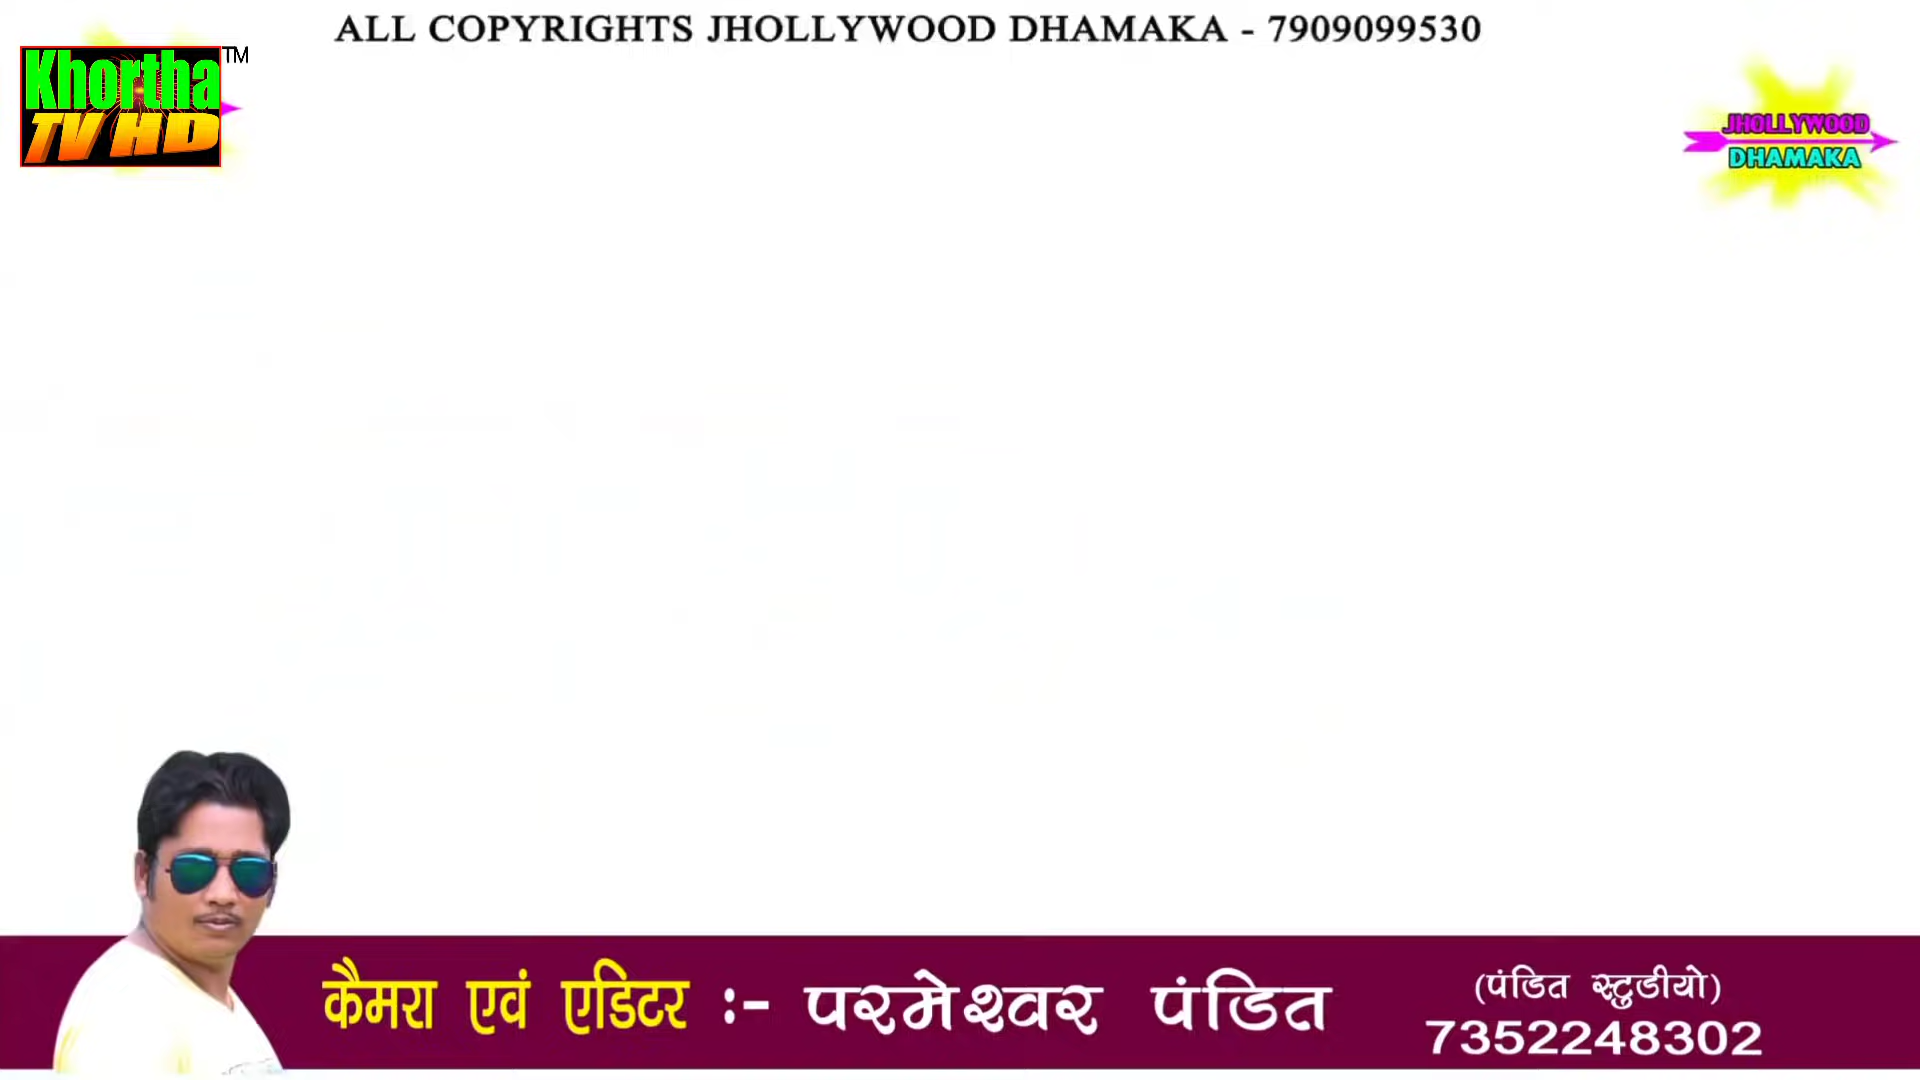 ALL COPYRIGHTS JHOLLYWOOD DHAMAKA - 7909099530
Khortha TM
TV HD
JHOLLYWOOD
DHAMAKA
कैमरा एवं एडिटर :- परमेश्वर पंडित
(पंडित स्टुडीयो)
7352248302